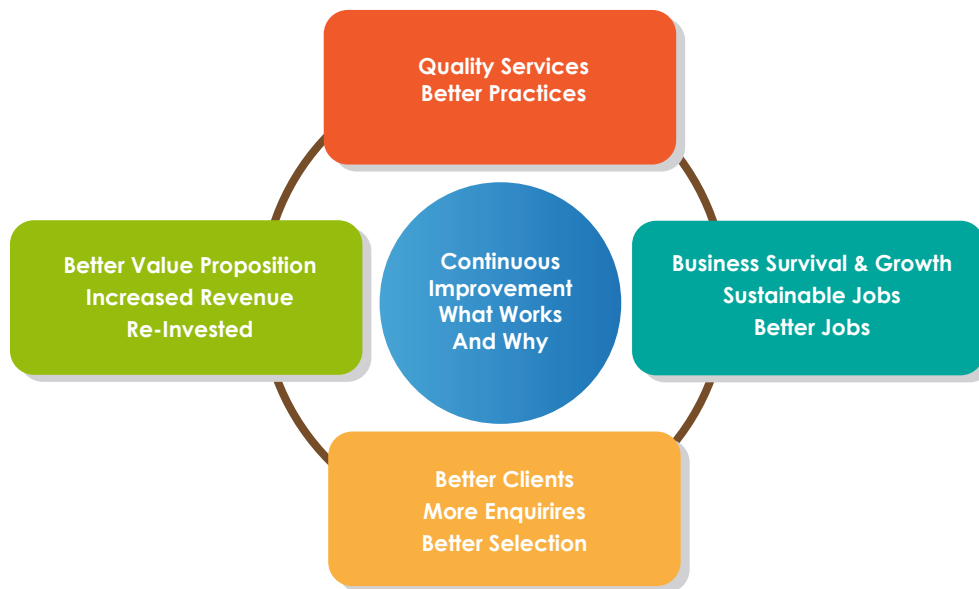 Quality Services
Better Practices
Better Value Proposition
Increased Revenue
Re-Invested
Continuous
Improvement
What Works
And Why
Business Survival & Growth
Sustainable Jobs
Better Jobs
Better Clients
More Enquirires
Better Selection